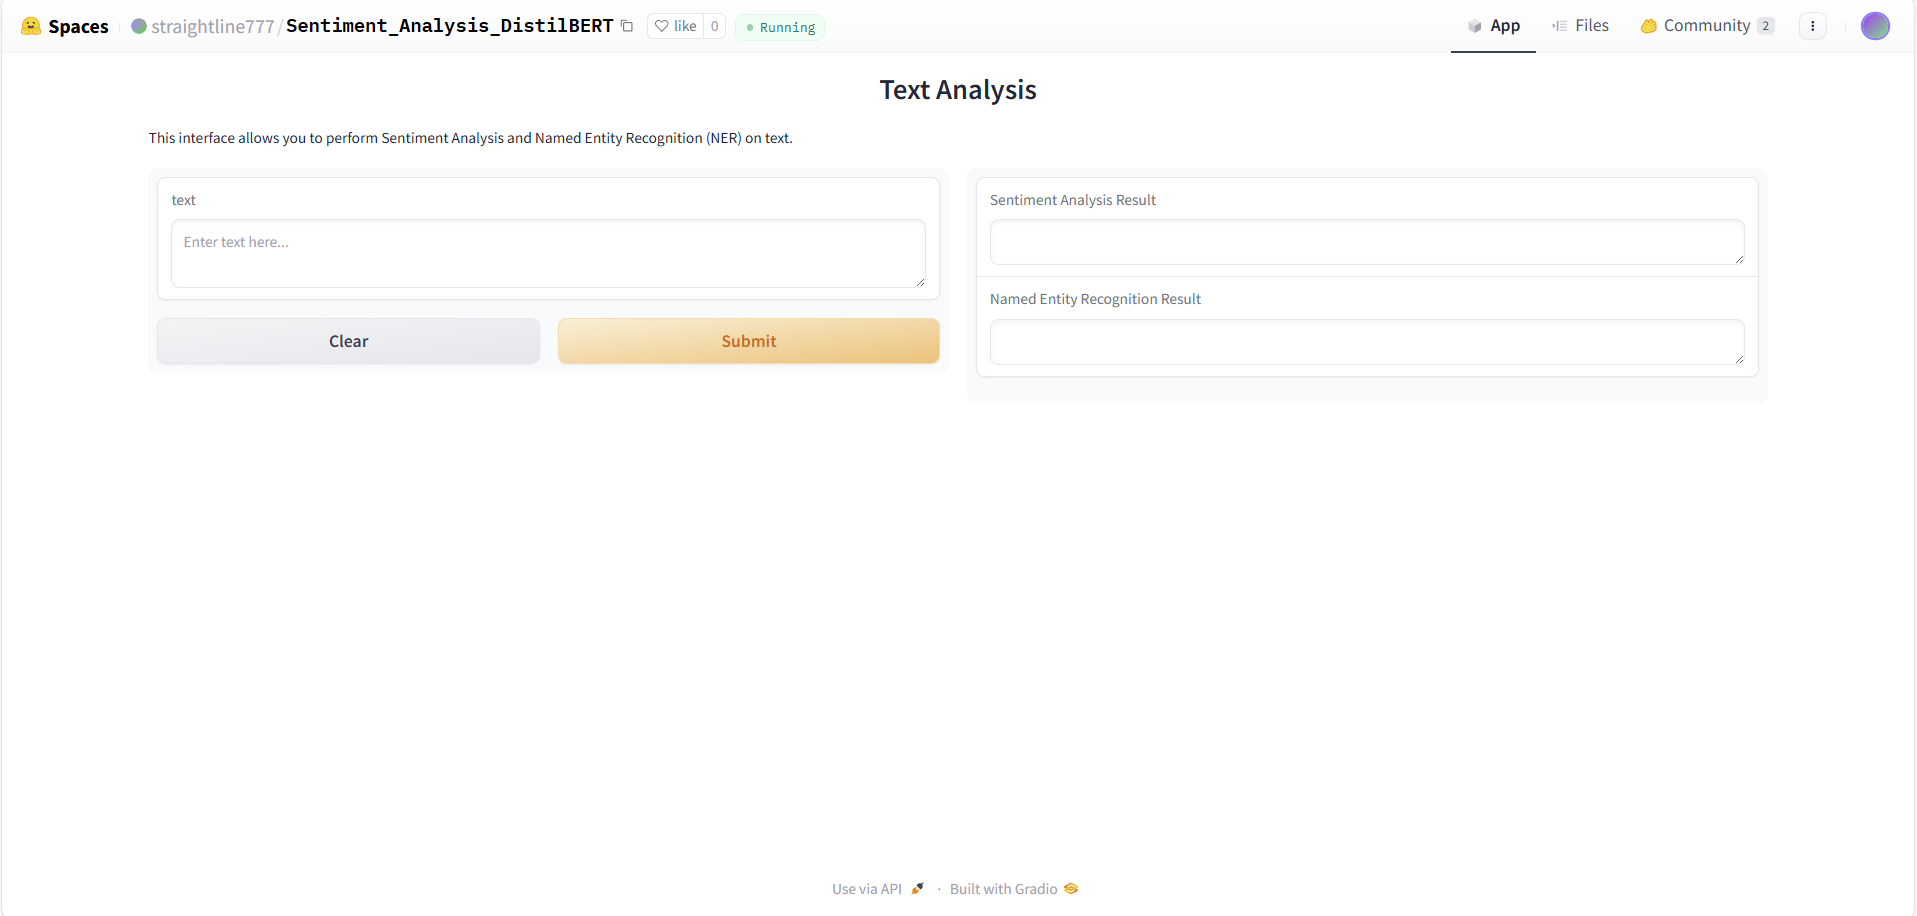 Spaces straightline777/Sentiment_Analysis_DistilBERT like 0 Running App Files Community 2
Text Analysis
This interface allows you to perform Sentiment Analysis and Named Entity Recognition (NER) on text.
text
Enter text here...
Clear Submit
Sentiment Analysis Result
Named Entity Recognition Result
Use via API · Built with Gradio